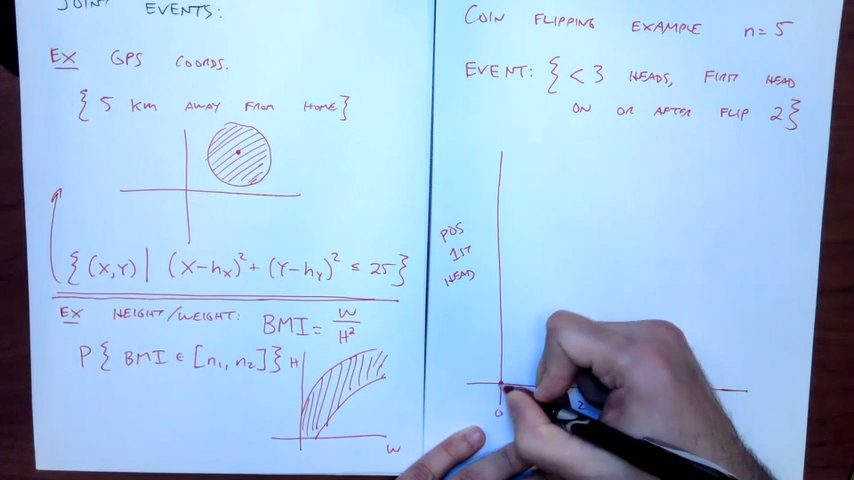 JOINT EVENTS:
EX GPS COORDS.
{ 5 KM AWAY FROM HOME }
{ (X,Y) | (X-hx)² + (Y-hy)² ≤ 25 }
EX HEIGHT/WEIGHT: BMI = W/H²
P{ BMI ∈ [n₁, n₂] }
H
W
COIN FLIPPING EXAMPLE n=5
EVENT: { < 3 HEADS, FIRST HEAD
ON OR AFTER FLIP 2 }
POS
1ST
HEAD
0
2